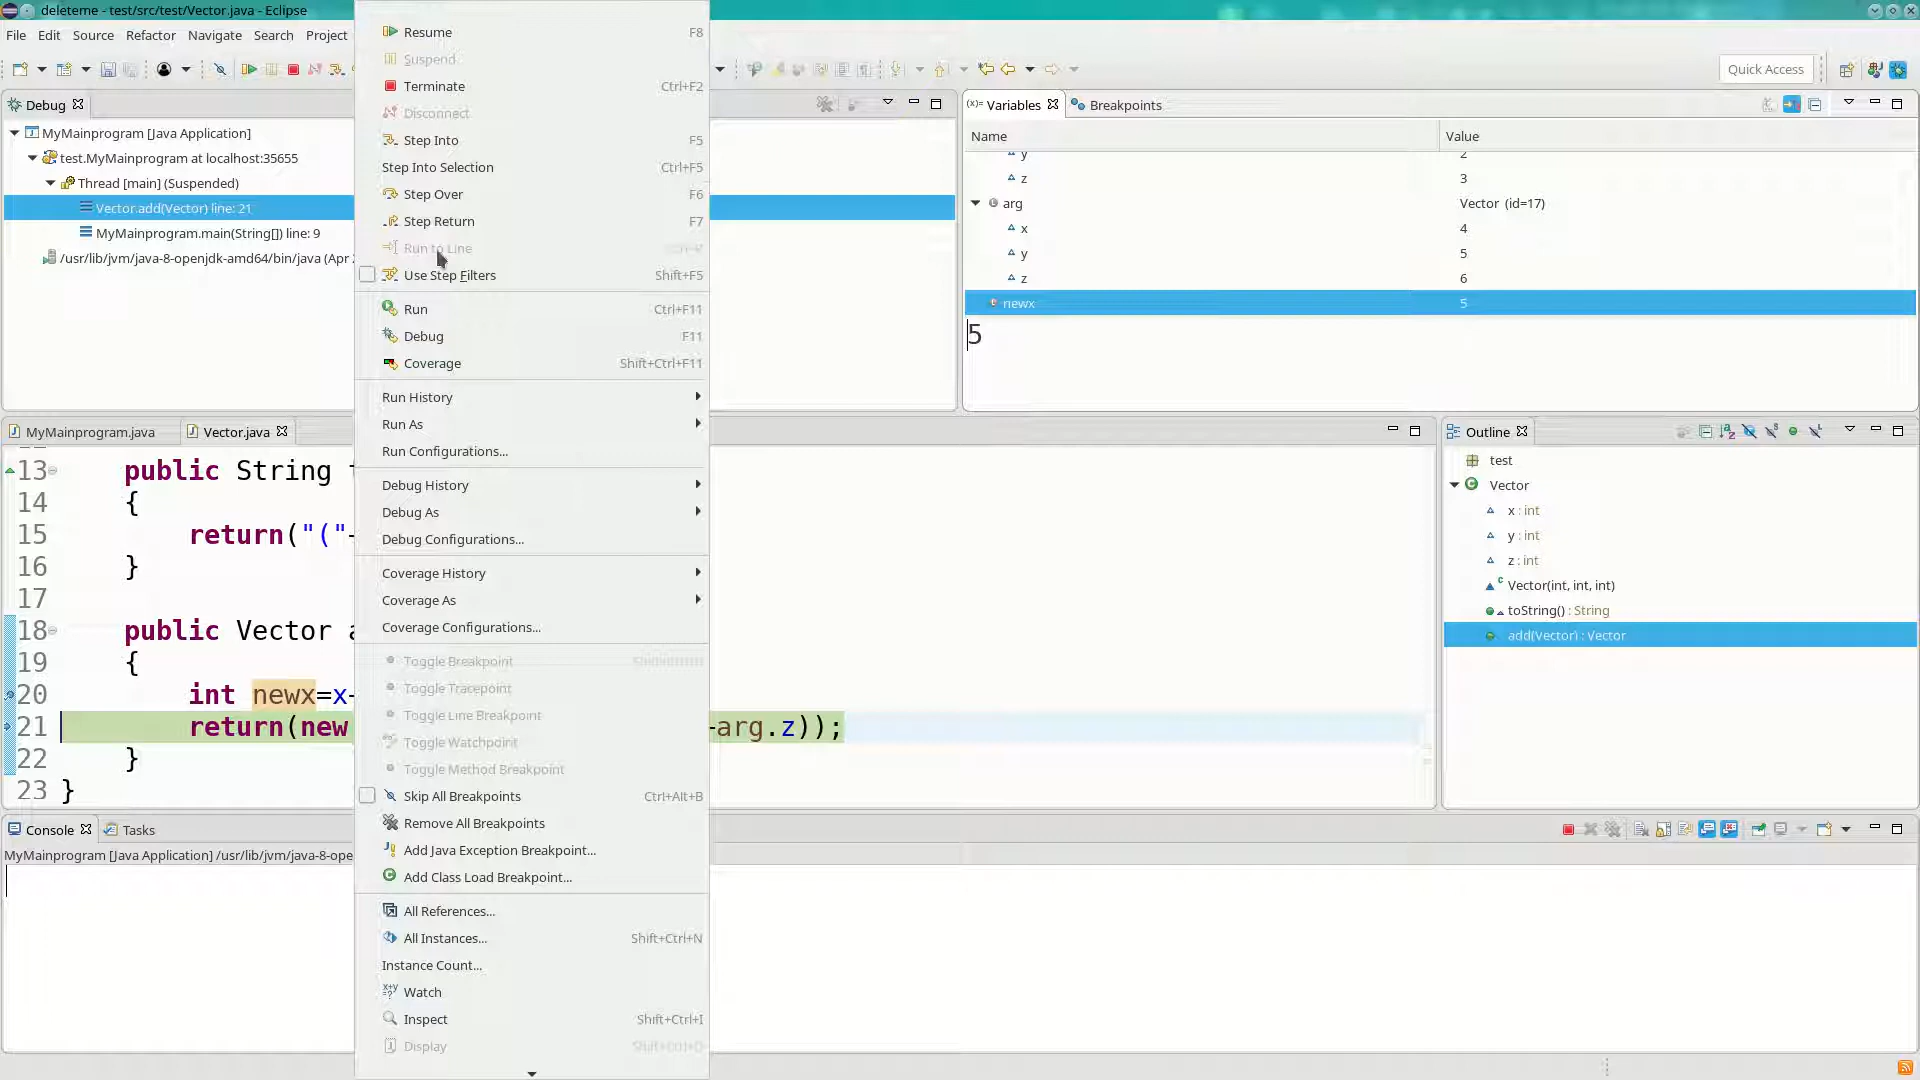 deleteme - test/src/test/Vector.java - Eclipse
File Edit Source Refactor Navigate Search Project
Quick Access
Debug
MyMainprogram [Java Application]
test.MyMainprogram at localhost:35655
Thread [main] (Suspended)
Vector.add(Vector) line: 21
MyMainprogram.main(String[]) line: 9
/usr/lib/jvm/java-8-openjdk-amd64/bin/java (Apr
Resume F8
Suspend
Terminate Ctrl+F2
Disconnect
Step Into F5
Step Into Selection Ctrl+F5
Step Over F6
Step Return F7
Run to Line Ctrl+R
Use Step Filters Shift+F5
Run Ctrl+F11
Debug F11
Coverage Shift+Ctrl+F11
Run History
Run As
Run Configurations...
Debug History
Debug As
Debug Configurations...
Coverage History
Coverage As
Coverage Configurations...
Toggle Breakpoint
Toggle Tracepoint
Toggle Line Breakpoint
Toggle Watchpoint
Toggle Method Breakpoint
Skip All Breakpoints Ctrl+Alt+B
Remove All Breakpoints
Add Java Exception Breakpoint...
Add Class Load Breakpoint...
All References...
All Instances... Shift+Ctrl+N
Instance Count...
Watch
Inspect Shift+Ctrl+I
Display Shift+Ctrl+D
(x)= Variables Breakpoints
Name Value
y 2
z 3
arg Vector (id=17)
x 4
y 5
z 6
newx 5
5
MyMainprogram.java Vector.java
13 public String
14 {
15 return("("
16 }
17
18 public Vector
19 {
20 int newx=x
21 return(new arg.z));
22 }
23 }
Outline
test
Vector
x : int
y : int
z : int
Vector(int, int, int)
toString() : String
add(Vector) : Vector
Console Tasks
MyMainprogram [Java Application] /usr/lib/jvm/java-8-ope